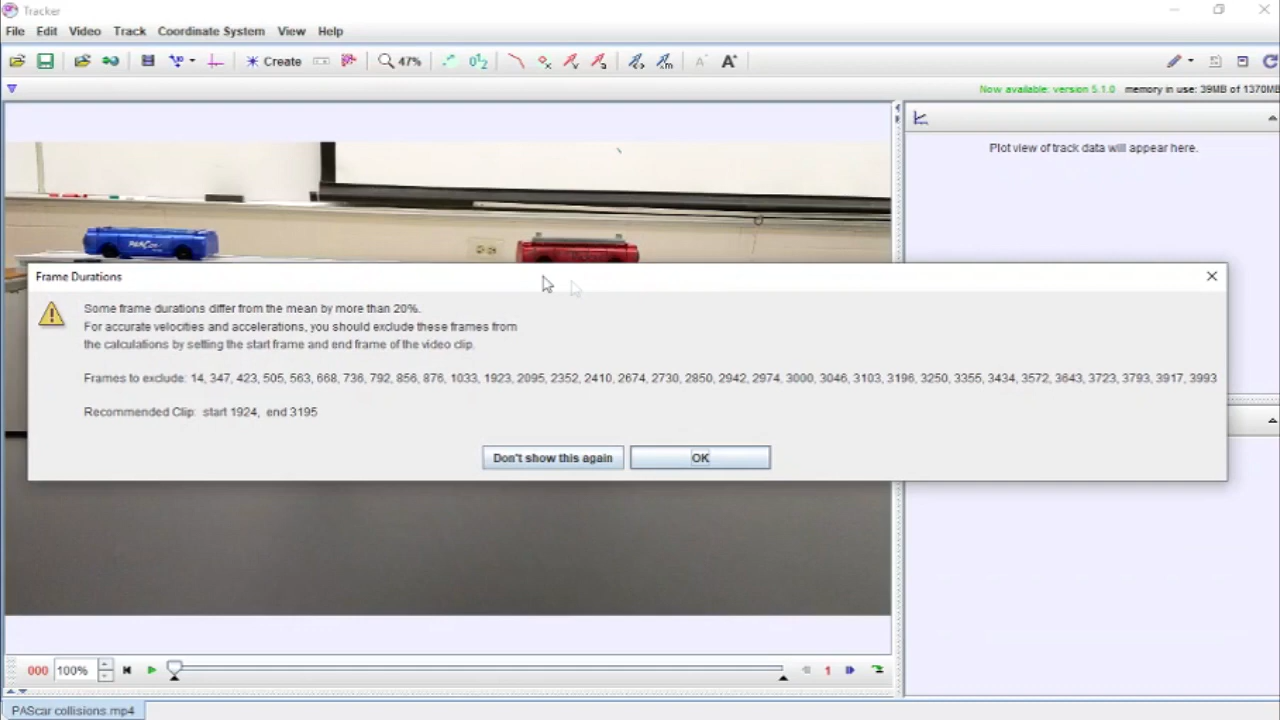 Tracker
File Edit Video Track Coordinate System View Help
Create 47%
Now available: version 5.1.0 memory in use: 39MB of 1370MB
Plot view of track data will appear here.
Frame Durations
Some frame durations differ from the mean by more than 20%.
For accurate velocities and accelerations, you should exclude these frames from
the calculations by setting the start frame and end frame of the video clip.
Frames to exclude: 14, 347, 423, 505, 563, 668, 736, 792, 856, 876, 1033, 1923, 2095, 2352, 2410, 2674, 2730, 2850, 2942, 2974, 3000, 3046, 3103, 3196, 3250, 3355, 3434, 3572, 3643, 3723, 3793, 3917, 3993
Recommended Clip: start 1924, end 3195
Don't show this again OK
000 100% 1
PAScar collisions.mp4